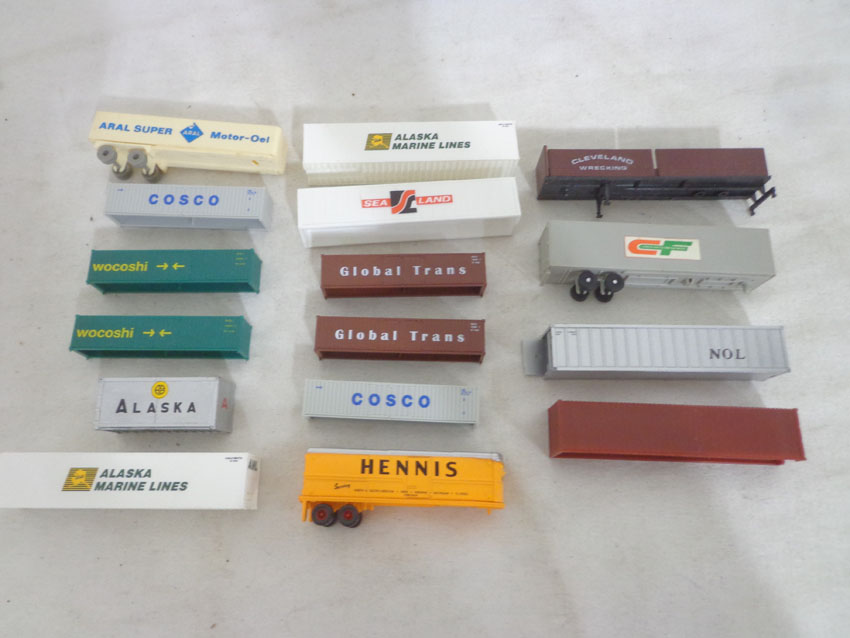 ARAL SUPER ARAL Motor-Oel
COSCO
wocoshi
wocoshi
ALASKA
ALASKA
MARINE LINES
ALASKA
MARINE LINES
SEA LAND
Global Trans
Global Trans
COSCO
HENNIS
CLEVELAND
WRECKING
CF
NOL